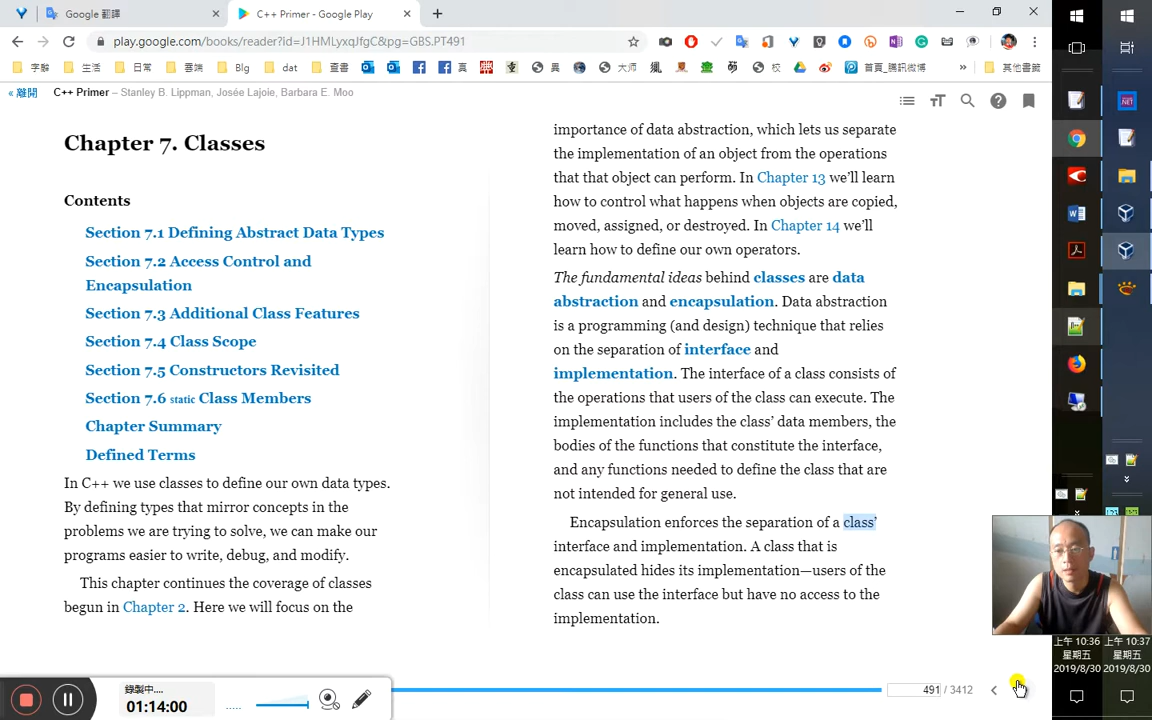 Google 翻譯
C++ Primer - Google Play
play.google.com/books/reader?id=J1HMLyxqJfgC&pg=GBS.PT491
字辭 生活 日常 雲端 Blg dat 查書 真 異 大师 校 首頁_騰訊微博 » 其他書籤
« 離開 C++ Primer – Stanley B. Lippman, Josée Lajoie, Barbara E. Moo
Chapter 7. Classes
Contents
Section 7.1 Defining Abstract Data Types
Section 7.2 Access Control and
Encapsulation
Section 7.3 Additional Class Features
Section 7.4 Class Scope
Section 7.5 Constructors Revisited
Section 7.6 static Class Members
Chapter Summary
Defined Terms
In C++ we use classes to define our own data types.
By defining types that mirror concepts in the
problems we are trying to solve, we can make our
programs easier to write, debug, and modify.
This chapter continues the coverage of classes
begun in Chapter 2. Here we will focus on the
importance of data abstraction, which lets us separate
the implementation of an object from the operations
that that object can perform. In Chapter 13 we’ll learn
how to control what happens when objects are copied,
moved, assigned, or destroyed. In Chapter 14 we’ll
learn how to define our own operators.
The fundamental ideas behind classes are data
abstraction and encapsulation. Data abstraction
is a programming (and design) technique that relies
on the separation of interface and
implementation. The interface of a class consists of
the operations that users of the class can execute. The
implementation includes the class’ data members, the
bodies of the functions that constitute the interface,
and any functions needed to define the class that are
not intended for general use.
Encapsulation enforces the separation of a class’
interface and implementation. A class that is
encapsulated hides its implementation—users of the
class can use the interface but have no access to the
implementation.
491 / 3412
錄製中....
01:14:00
上午 10:36
星期五
2019/8/30
上午 10:37
星期五
2019/8/30